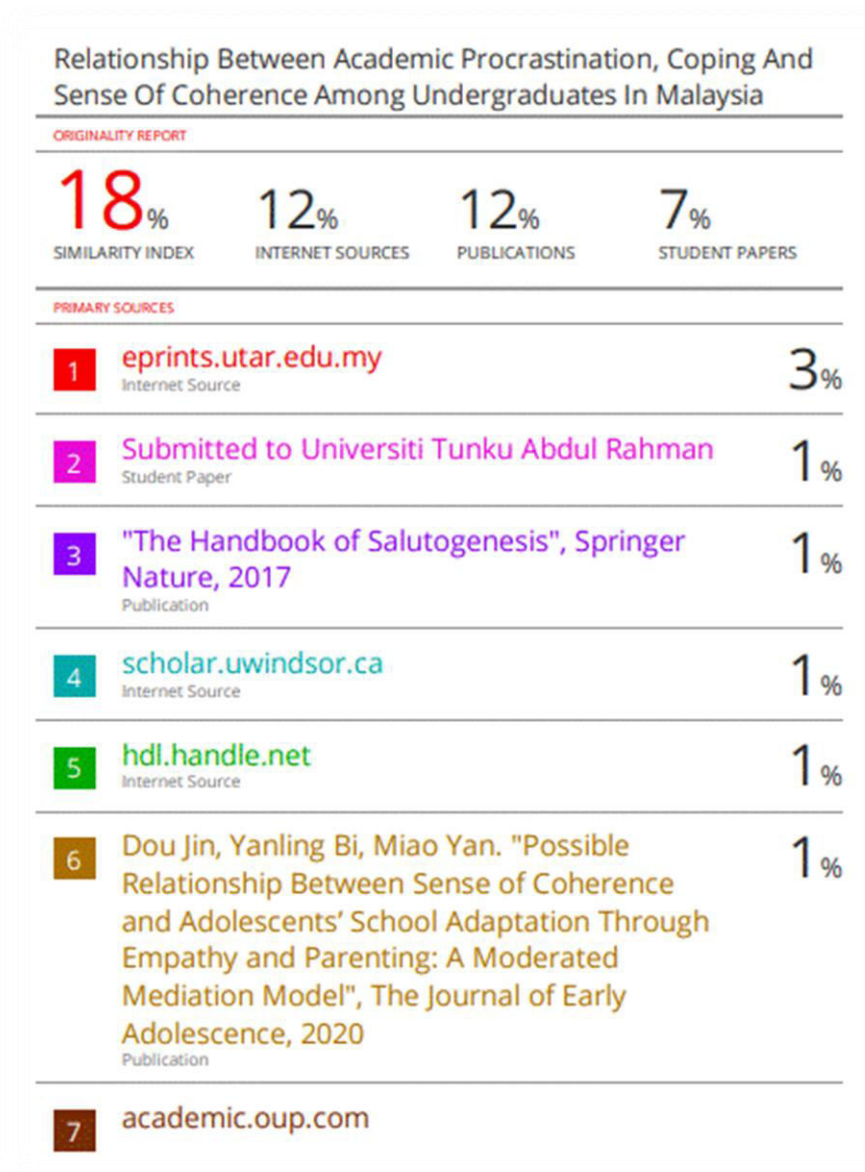 Relationship Between Academic Procrastination, Coping And
Sense Of Coherence Among Undergraduates In Malaysia
ORIGINALITY REPORT
18% 12% 12% 7%
SIMILARITY INDEX INTERNET SOURCES PUBLICATIONS STUDENT PAPERS
PRIMARY SOURCES
1 eprints.utar.edu.my 3%
Internet Source
2 Submitted to Universiti Tunku Abdul Rahman 1%
Student Paper
3 "The Handbook of Salutogenesis", Springer 1%
Nature, 2017
Publication
4 scholar.uwindsor.ca 1%
Internet Source
5 hdl.handle.net 1%
Internet Source
6 Dou Jin, Yanling Bi, Miao Yan. "Possible 1%
Relationship Between Sense of Coherence
and Adolescents’ School Adaptation Through
Empathy and Parenting: A Moderated
Mediation Model", The Journal of Early
Adolescence, 2020
Publication
7 academic.oup.com